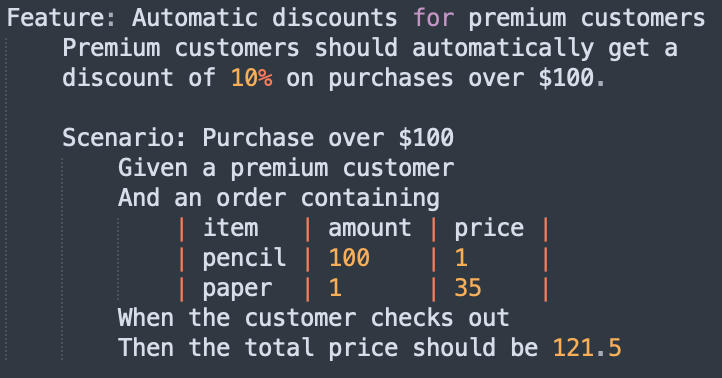 Feature: Automatic discounts for premium customers
Premium customers should automatically get a
discount of 10% on purchases over $100.
Scenario: Purchase over $100
Given a premium customer
And an order containing
| item | amount | price |
| pencil | 100 | 1 |
| paper | 1 | 35 |
When the customer checks out
Then the total price should be 121.5